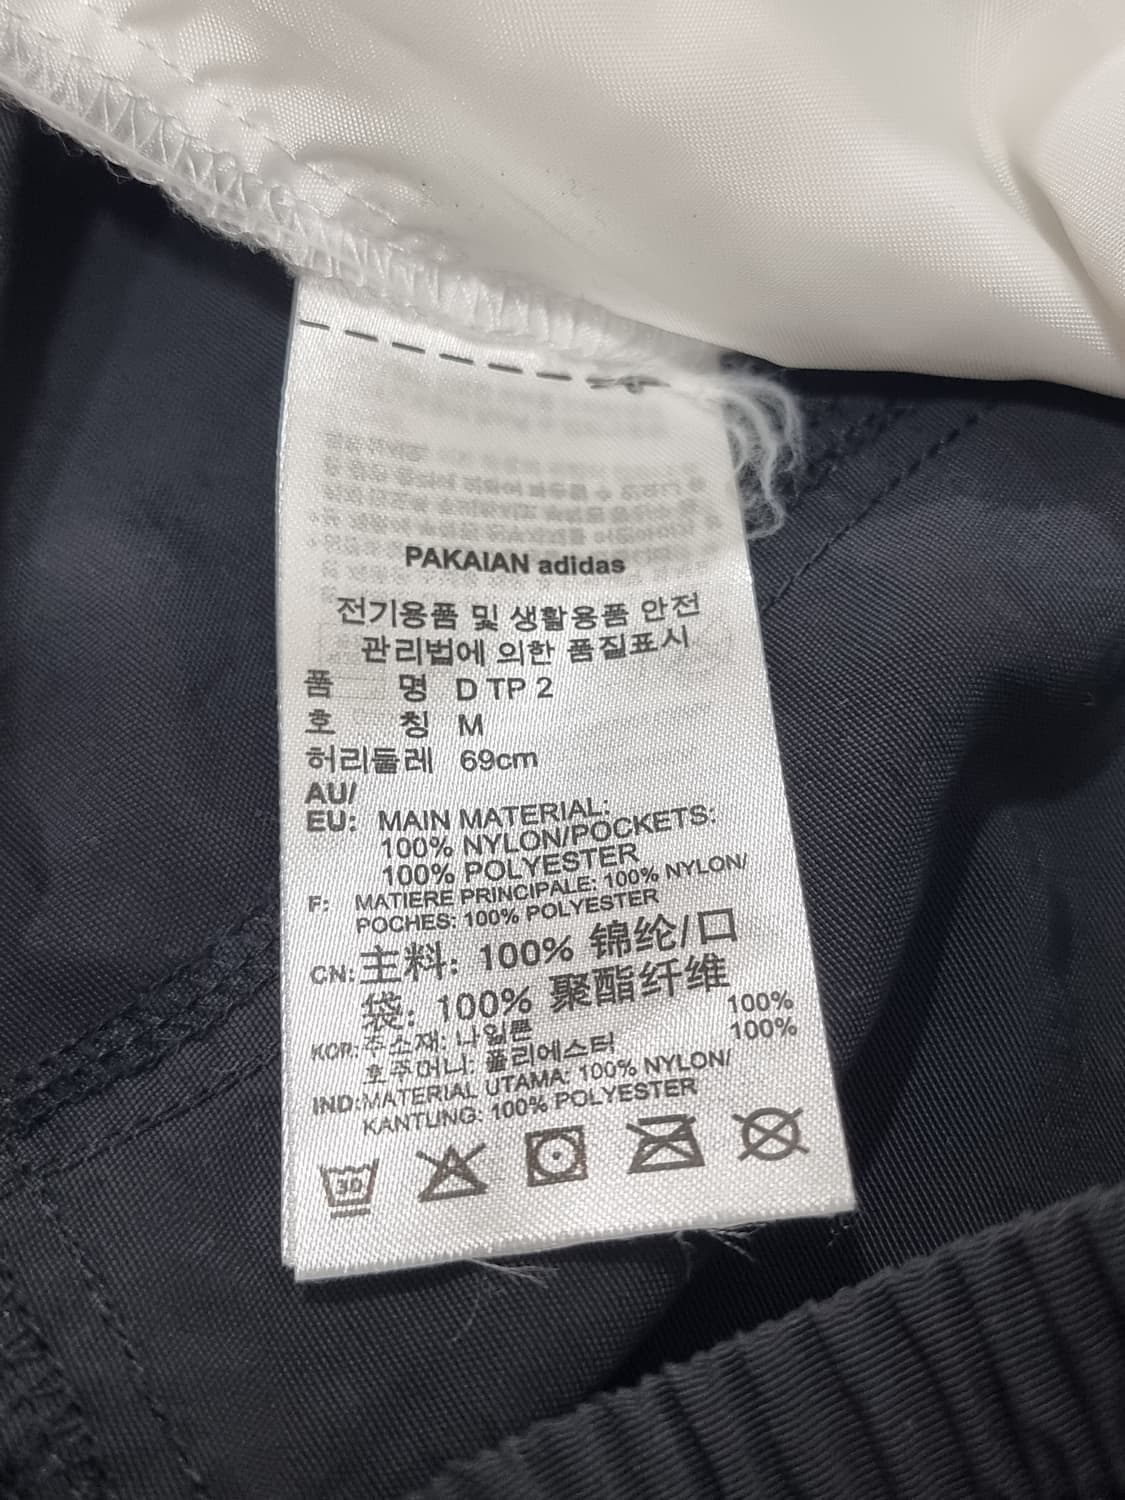 PAKAIAN adidas
전기용품 및 생활용품 안전
관리법에 의한 품질표시
품 명 D TP 2
호 칭 M
허리둘레 69cm
AU/
EU: MAIN MATERIAL:
100% NYLON/POCKETS:
100% POLYESTER
F: MATIERE PRINCIPALE: 100% NYLON/
POCHES: 100% POLYESTER
CN: 主料: 100% 锦纶/口
袋: 100% 聚酯纤维
KOR: 주소재: 나일론 100%
호주머니: 폴리에스터 100%
IND: MATERIAL UTAMA: 100% NYLON/
KANTUNG: 100% POLYESTER
30